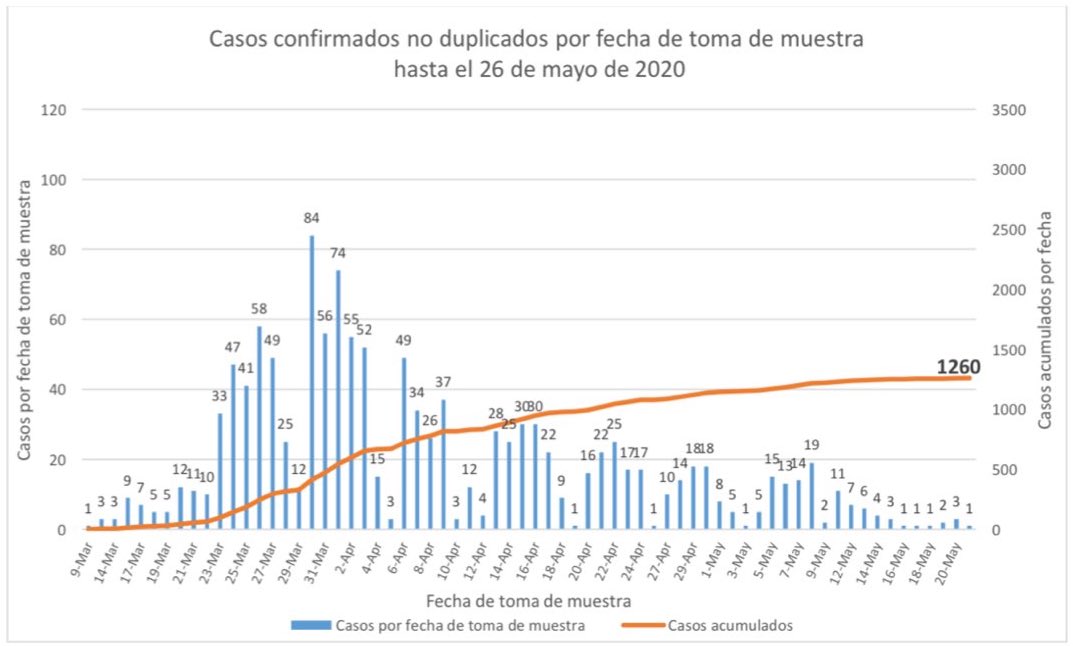 Casos confirmados no duplicados por fecha de toma de muestra
hasta el 26 de mayo de 2020
120
100
80
60
40
20
0
Casos por fecha de toma de muestra
3500
3000
2500
2000
1500
1000
500
0
Casos acumulados por fecha
1 3 3 9 7 5 5 12 11 10 33 47 41 58 49 25 12 84 56 74 55 52 15 3 49 34 26 37 3 12 4 28 25 30 30 22 9 1 16 22 25 17 17 1 10 14 18 18 8 5 1 5 15 13 14 19 2 11 7 6 4 3 1 1 1 2 3 1
1260
9-Mar 14-Mar 17-Mar 19-Mar 21-Mar 23-Mar 25-Mar 27-Mar 29-Mar 31-Mar 2-Apr 4-Apr 6-Apr 8-Apr 10-Apr 12-Apr 14-Apr 16-Apr 18-Apr 20-Apr 22-Apr 24-Apr 27-Apr 29-Apr 1-May 3-May 5-May 7-May 9-May 12-May 14-May 16-May 18-May 20-May
Fecha de toma de muestra
Casos por fecha de toma de muestra Casos acumulados